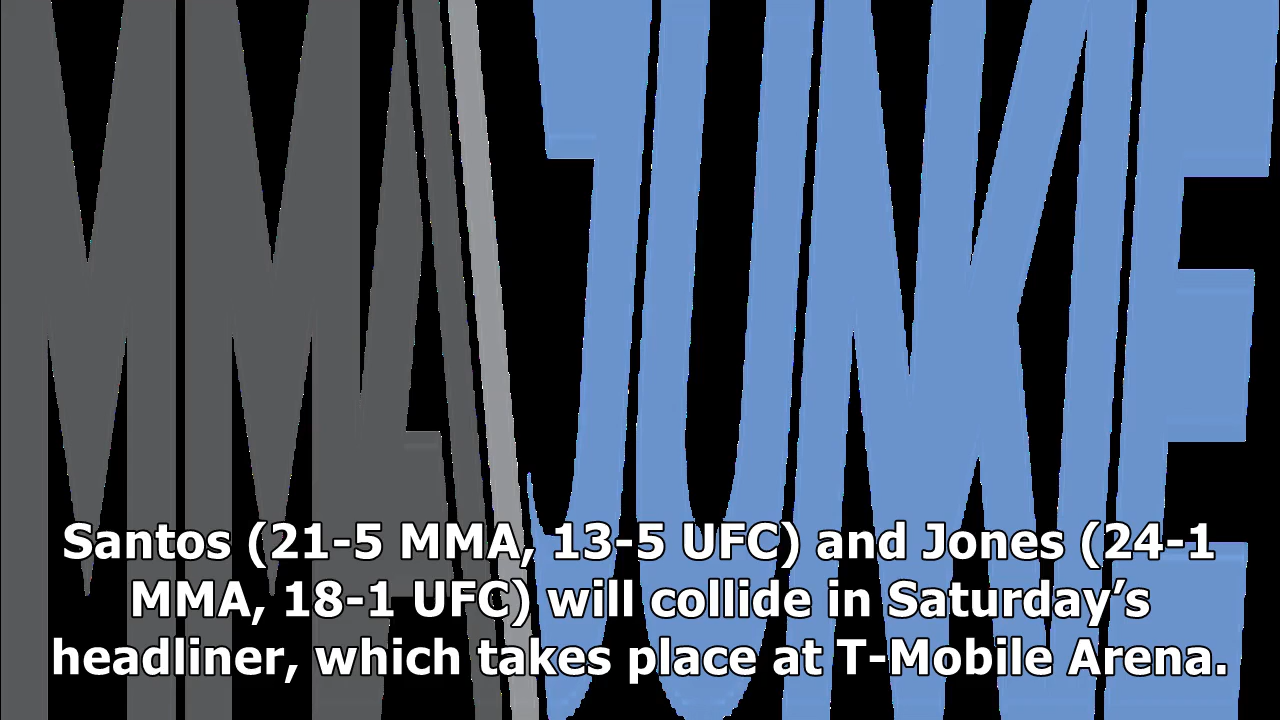 MMA JUNKIE
Santos (21-5 MMA, 13-5 UFC) and Jones (24-1
MMA, 18-1 UFC) will collide in Saturday’s
headliner, which takes place at T-Mobile Arena.